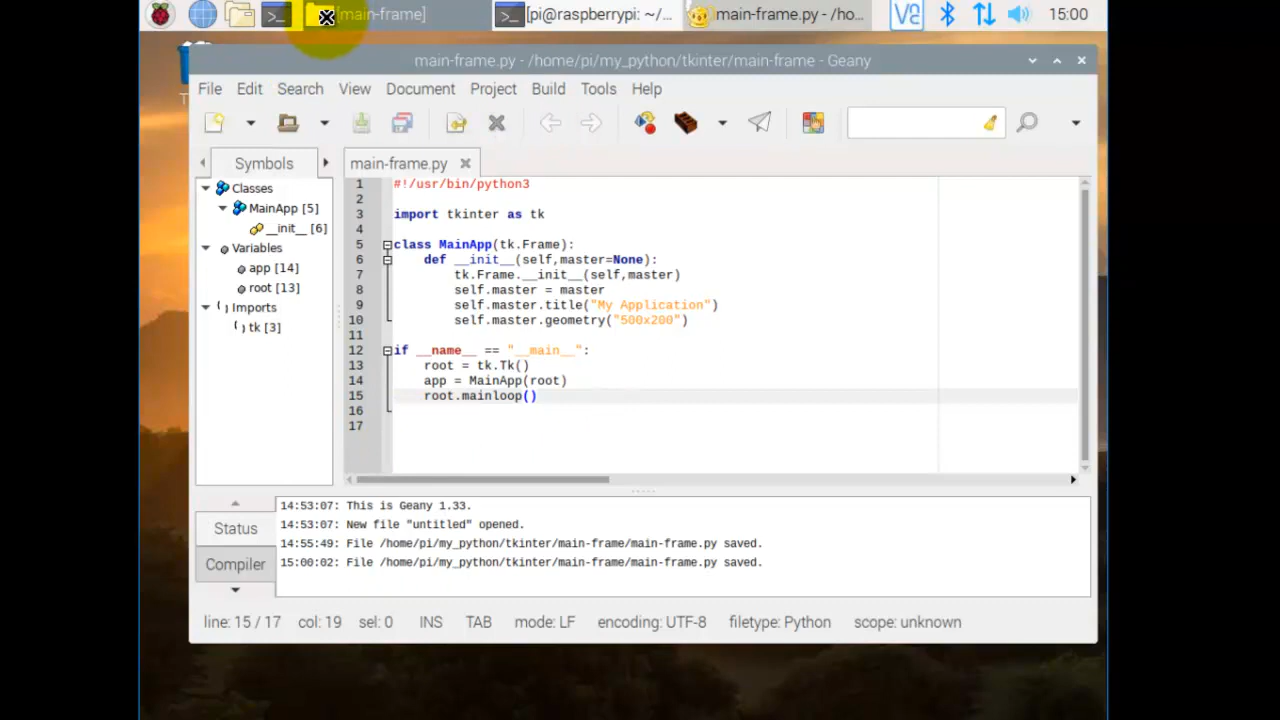 [main-frame]
[pi@raspberrypi: ~/...
main-frame.py - /ho...
15:00
main-frame.py - /home/pi/my_python/tkinter/main-frame - Geany
File Edit Search View Document Project Build Tools Help
Symbols
main-frame.py
Classes
MainApp [5]
__init__ [6]
Variables
app [14]
root [13]
Imports
tk [3]
1 #!/usr/bin/python3
2
3 import tkinter as tk
4
5 class MainApp(tk.Frame):
6 def __init__(self,master=None):
7 tk.Frame.__init__(self,master)
8 self.master = master
9 self.master.title("My Application")
10 self.master.geometry("500x200")
11
12 if __name__ == "__main__":
13 root = tk.Tk()
14 app = MainApp(root)
15 root.mainloop()
16
17
Status
Compiler
14:53:07: This is Geany 1.33.
14:53:07: New file "untitled" opened.
14:55:49: File /home/pi/my_python/tkinter/main-frame/main-frame.py saved.
15:00:02: File /home/pi/my_python/tkinter/main-frame/main-frame.py saved.
line: 15 / 17 col: 19 sel: 0 INS TAB mode: LF encoding: UTF-8 filetype: Python scope: unknown